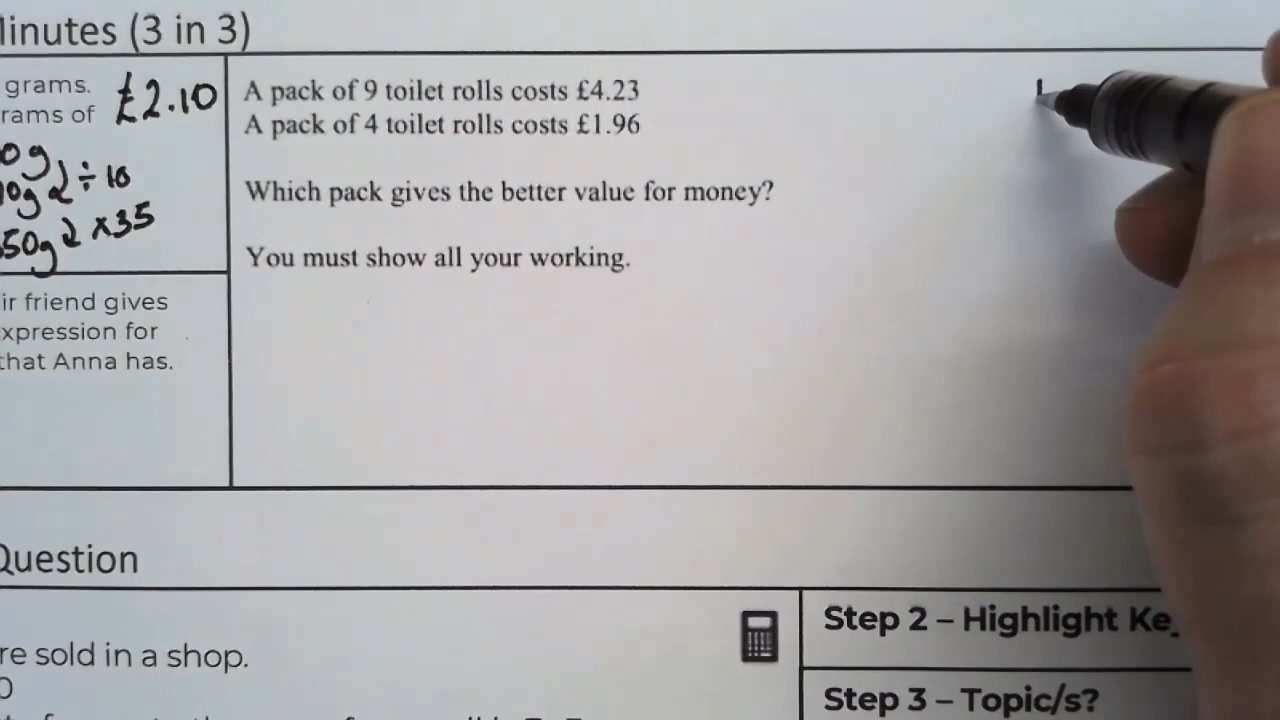 Minutes (3 in 3)
grams.
rams of
£2.10
0g
÷ 10
50g
× 35
A pack of 9 toilet rolls costs £4.23
A pack of 4 toilet rolls costs £1.96
Which pack gives the better value for money?
You must show all your working.
ir friend gives
xpression for
that Anna has.
Question
re sold in a shop.
Step 2 – Highlight Ke
Step 3 – Topic/s?